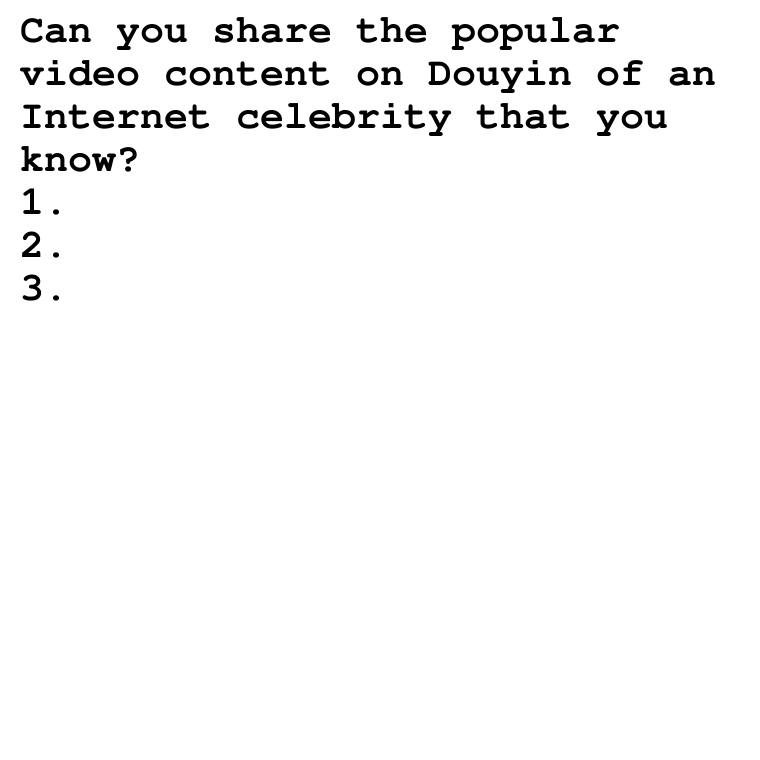 Can you share the popular
video content on Douyin of an
Internet celebrity that you
know?
1.
2.
3.